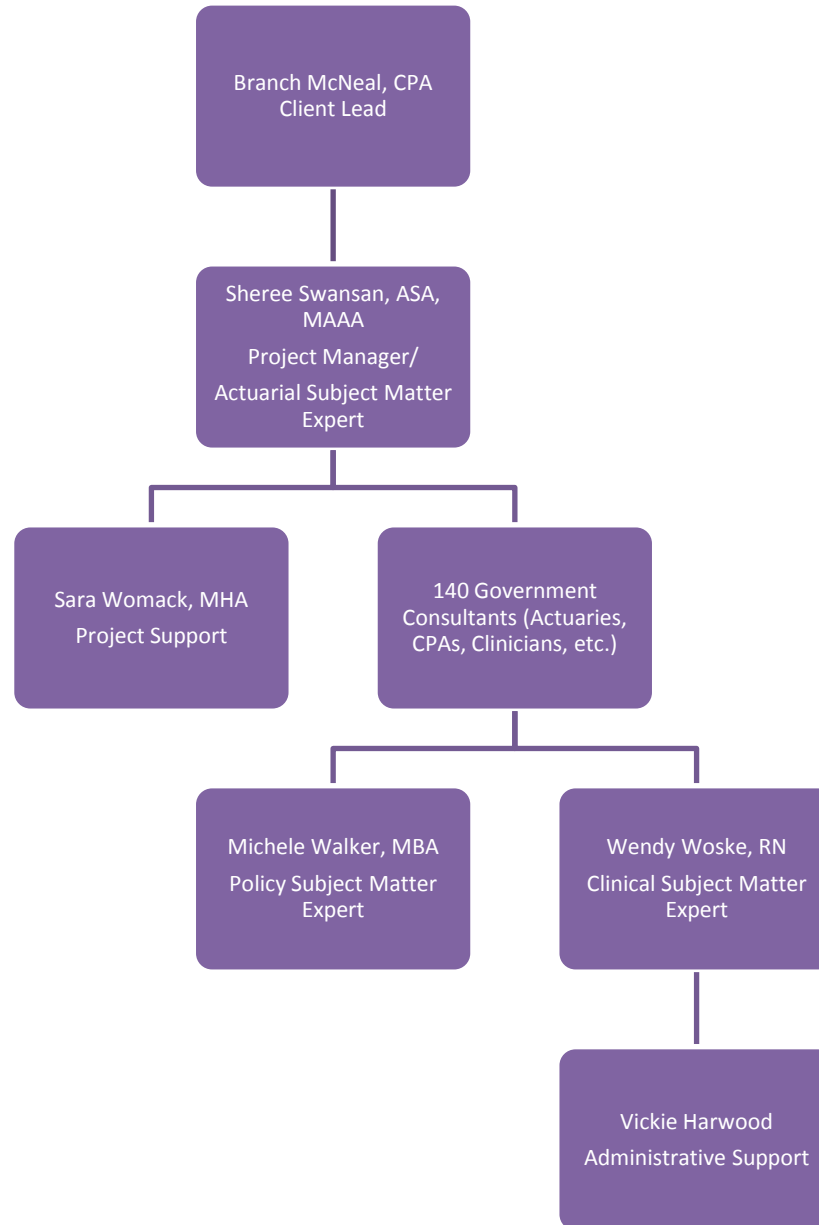 Branch McNeal, CPA
Client Lead
Sheree Swansan, ASA,
MAAA
Project Manager/
Actuarial Subject Matter
Expert
Sara Womack, MHA
Project Support
140 Government
Consultants (Actuaries,
CPAs, Clinicians, etc.)
Michele Walker, MBA
Policy Subject Matter
Expert
Wendy Woske, RN
Clinical Subject Matter
Expert
Vickie Harwood
Administrative Support